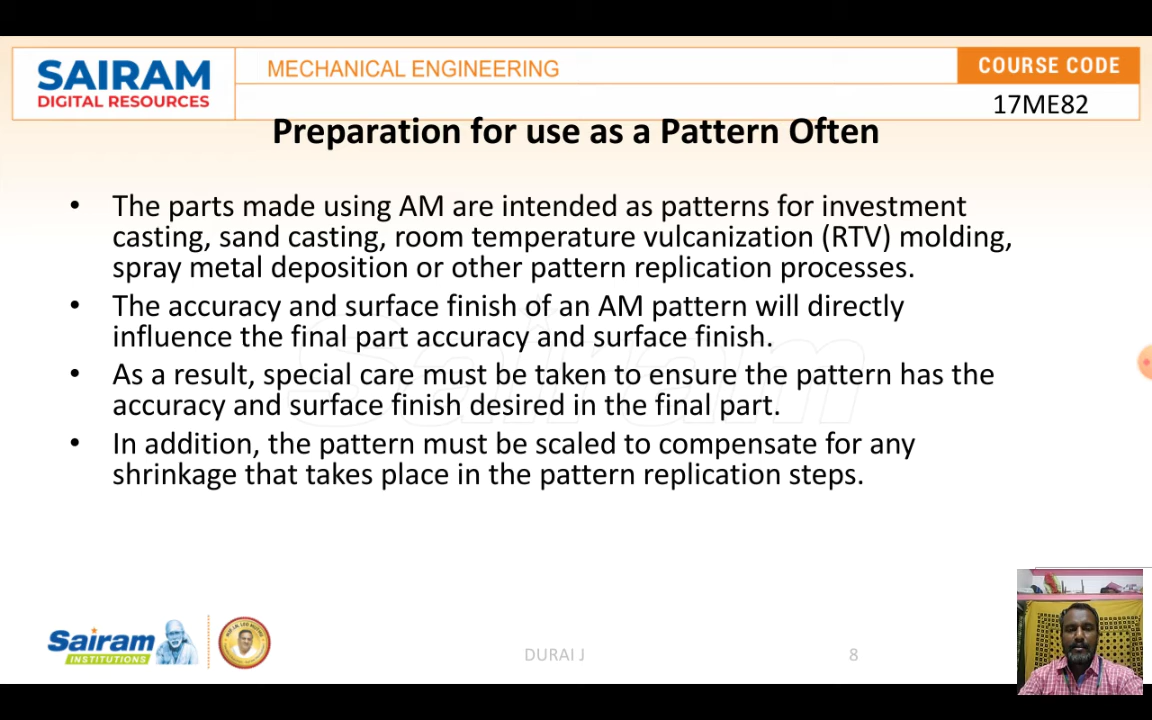 SAIRAM
DIGITAL RESOURCES
MECHANICAL ENGINEERING
COURSE CODE
17ME82
Preparation for use as a Pattern Often
• The parts made using AM are intended as patterns for investment
casting, sand casting, room temperature vulcanization (RTV) molding,
spray metal deposition or other pattern replication processes.
• The accuracy and surface finish of an AM pattern will directly
influence the final part accuracy and surface finish.
• As a result, special care must be taken to ensure the pattern has the
accuracy and surface finish desired in the final part.
• In addition, the pattern must be scaled to compensate for any
shrinkage that takes place in the pattern replication steps.
Sairam
Sairam
INSTITUTIONS
DURAI J
8